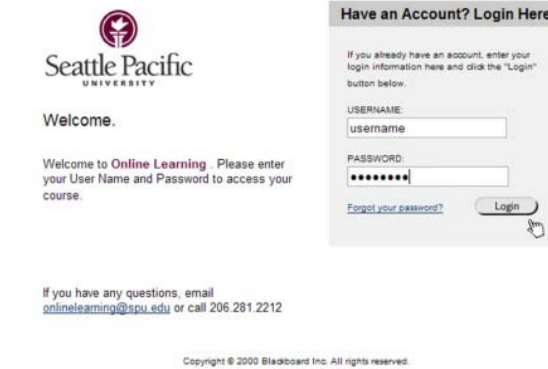 Seattle Pacific
UNIVERSITY
Welcome.
Welcome to Online Learning . Please enter
your User Name and Password to access your
course.
If you have any questions, email
onlinelearning@spu.edu or call 206.281.2212
Have an Account? Login Here
If you already have an account, enter your
login information here and click the "Login"
button below.
USERNAME:
username
PASSWORD:
••••••••
Forgot your password?
Login
Copyright © 2000 Blackboard Inc. All rights reserved.